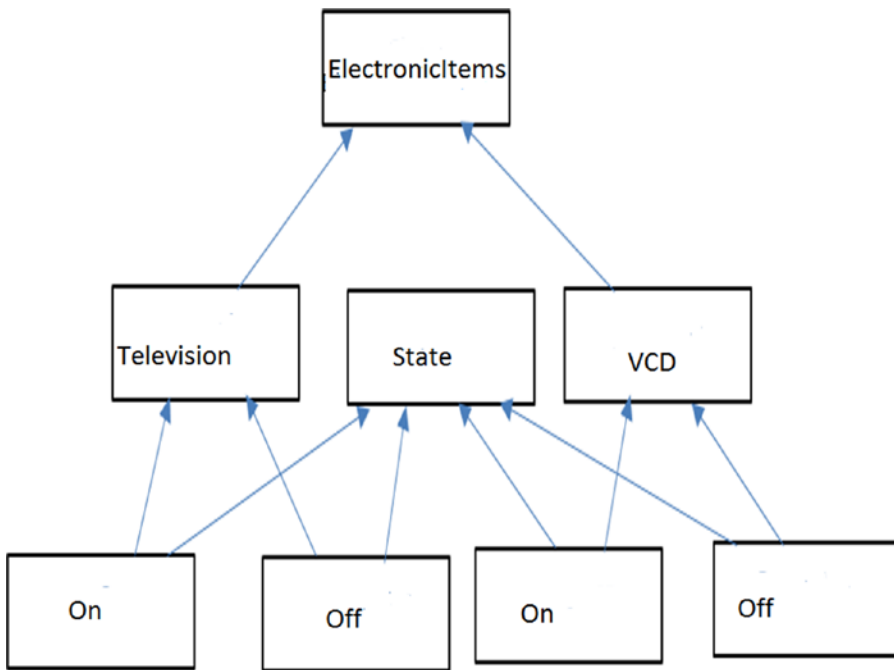 ElectronicItems
Television
State
VCD
On
Off
On
Off